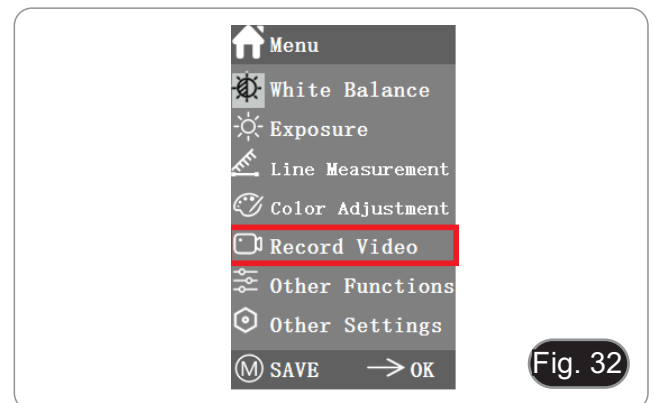 Menu
White Balance
Exposure
Line Measurement
Color Adjustment
Record Video
Other Functions
Other Settings
M SAVE OK
Fig. 32